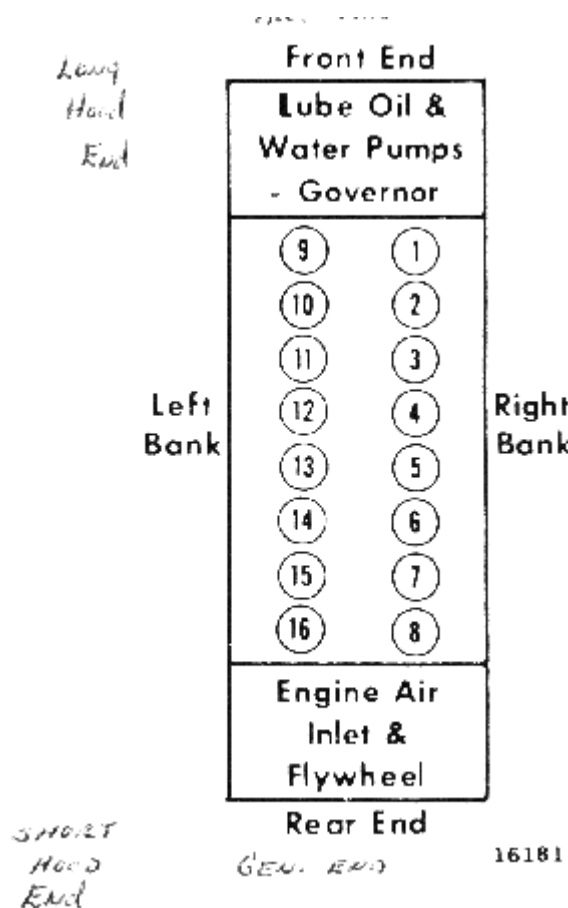 Front End
Long
Hood
End
Lube Oil &
Water Pumps
- Governor
9 1
10 2
11 3
12 4
13 5
14 6
15 7
16 8
Left
Bank
Right
Bank
Engine Air
Inlet &
Flywheel
Rear End
SHORT
HOOD
End
GEN. END
16181